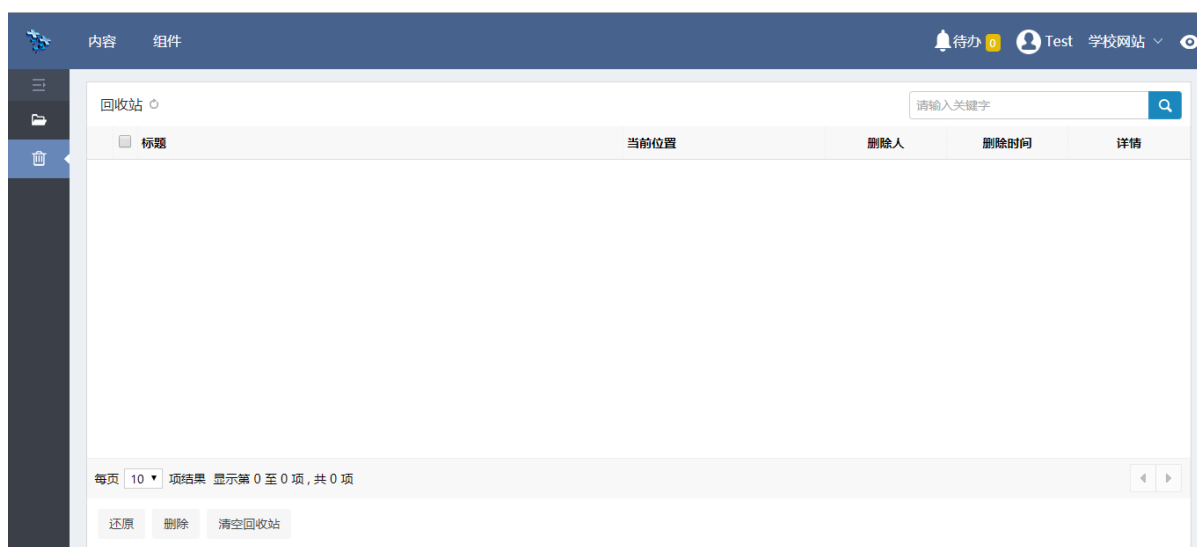 内容 组件 待办 0 Test 学校网站
回收站 请输入关键字
标题 当前位置 删除人 删除时间 详情
每页 10 项结果 显示第 0 至 0 项 , 共 0 项
还原 删除 清空回收站